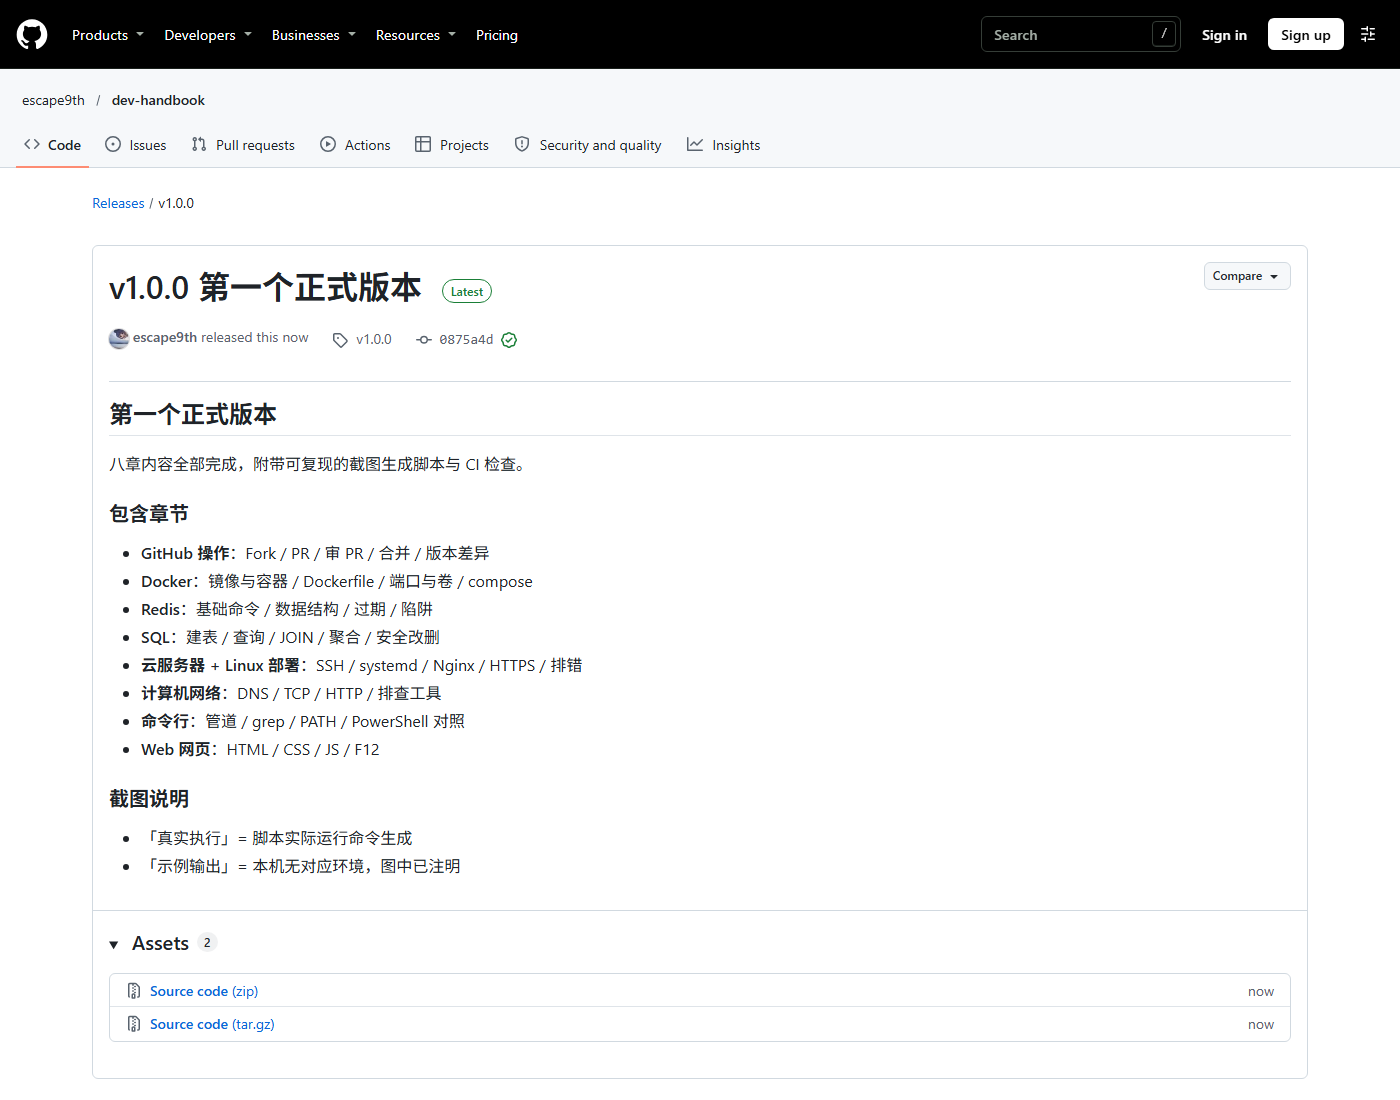 Products Developers Businesses Resources Pricing Search / Sign in Sign up
escape9th / dev-handbook
Code Issues Pull requests Actions Projects Security and quality Insights
Releases / v1.0.0
v1.0.0 第一个正式版本 Latest Compare
escape9th released this now v1.0.0 0875a4d
第一个正式版本
八章内容全部完成，附带可复现的截图生成脚本与 CI 检查。
包含章节
GitHub 操作：Fork / PR / 审 PR / 合并 / 版本差异
Docker：镜像与容器 / Dockerfile / 端口与卷 / compose
Redis：基础命令 / 数据结构 / 过期 / 陷阱
SQL：建表 / 查询 / JOIN / 聚合 / 安全改删
云服务器 + Linux 部署：SSH / systemd / Nginx / HTTPS / 排错
计算机网络：DNS / TCP / HTTP / 排查工具
命令行：管道 / grep / PATH / PowerShell 对照
Web 网页：HTML / CSS / JS / F12
截图说明
「真实执行」= 脚本实际运行命令生成
「示例输出」= 本机无对应环境，图中已注明
Assets 2
Source code (zip) now
Source code (tar.gz) now